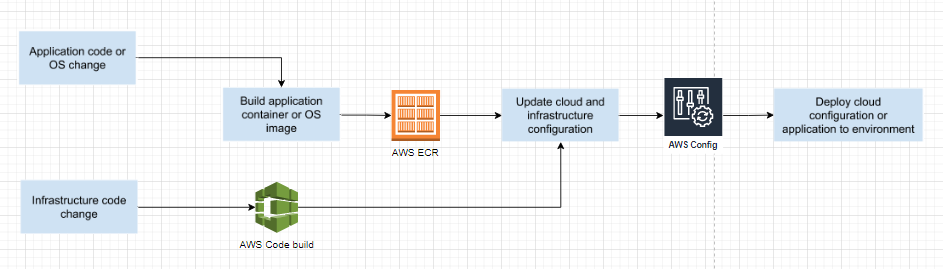 Application code or
OS change
Build application
container or OS
image
AWS ECR
Update cloud and
infrastructure
configuration
AWS Config
Deploy cloud
configuration or
application to environment
Infrastructure code
change
AWS Code build